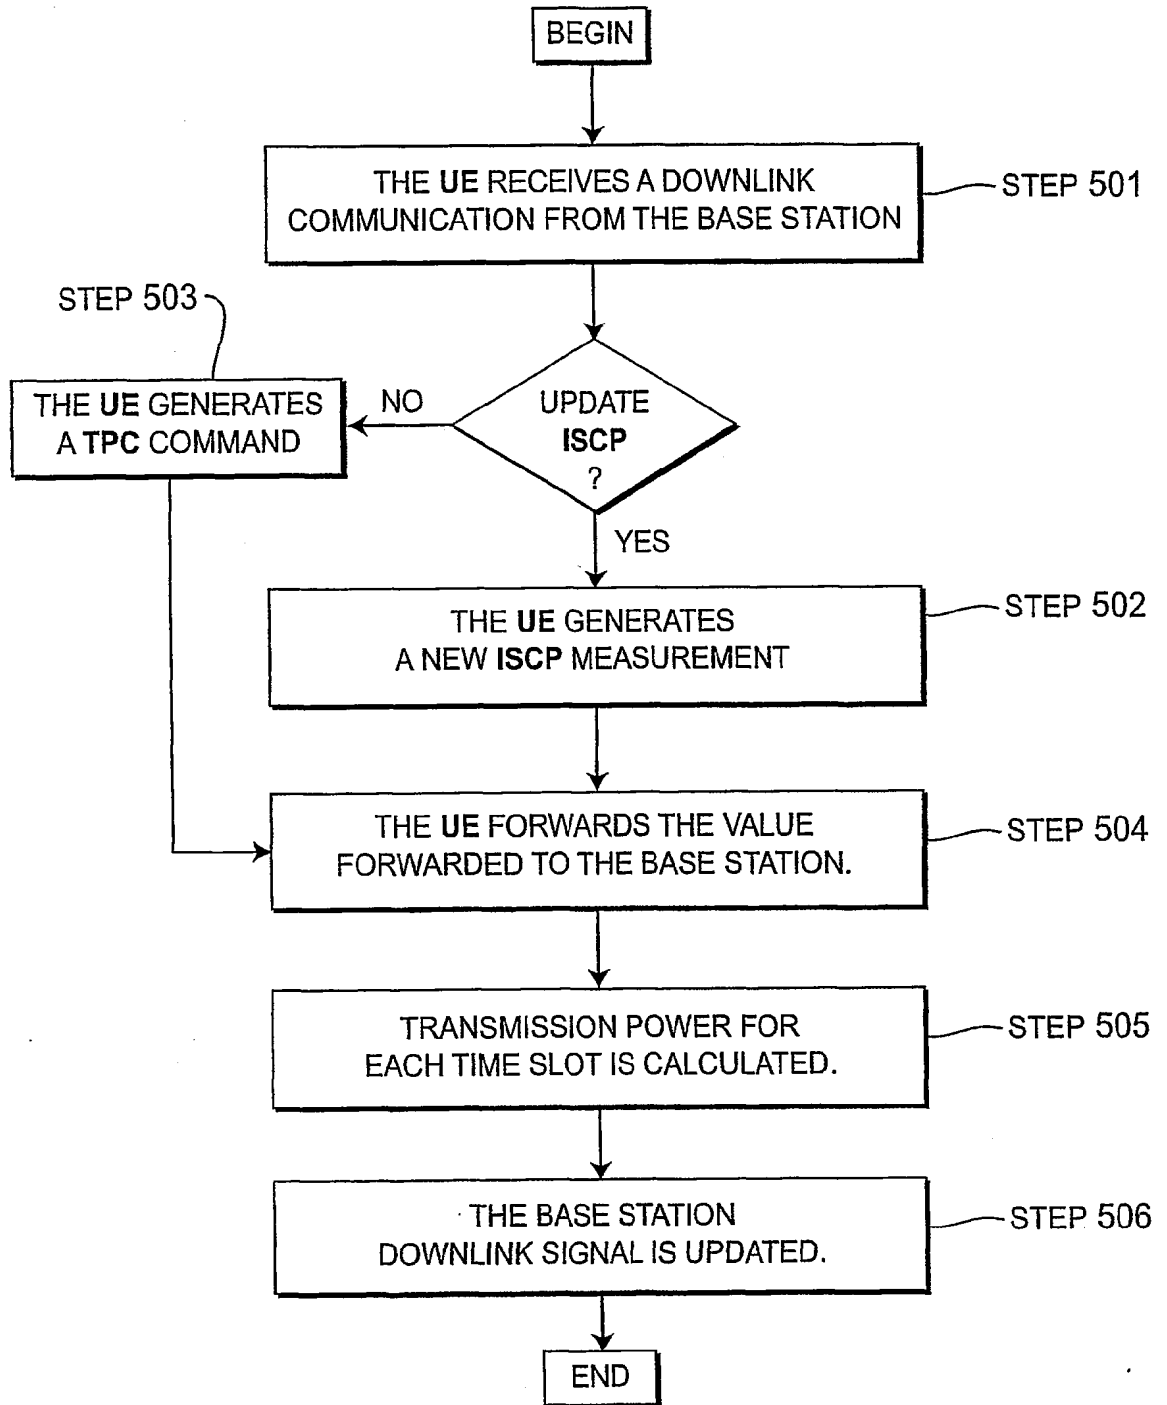 BEGIN
THE UE RECEIVES A DOWNLINK
COMMUNICATION FROM THE BASE STATION
STEP 501
STEP 503
THE UE GENERATES
A TPC COMMAND
NO
UPDATE
ISCP
?
YES
THE UE GENERATES
A NEW ISCP MEASUREMENT
STEP 502
THE UE FORWARDS THE VALUE
FORWARDED TO THE BASE STATION.
STEP 504
TRANSMISSION POWER FOR
EACH TIME SLOT IS CALCULATED.
STEP 505
THE BASE STATION
DOWNLINK SIGNAL IS UPDATED.
STEP 506
END